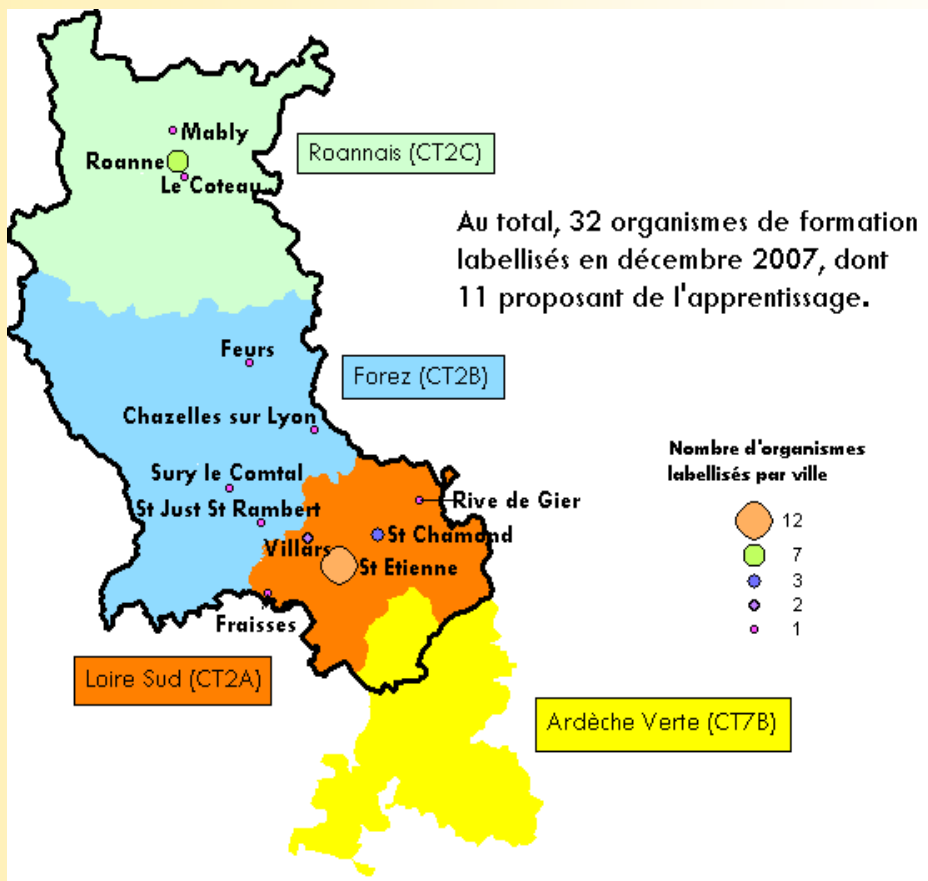 Mably
Roanne
Le Coteau
Roannais (CT2C)
Au total, 32 organismes de formation
labellisés en décembre 2007, dont
11 proposant de l'apprentissage.
Feurs
Forez (CT2B)
Chazelles sur Lyon
Sury le Comtal
St Just St Rambert
Rive de Gier
Villars
St Chamond
St Etienne
Fraisses
Nombre d'organismes
labellisés par ville
12
7
3
2
1
Loire Sud (CT2A)
Ardèche Verte (CT7B)